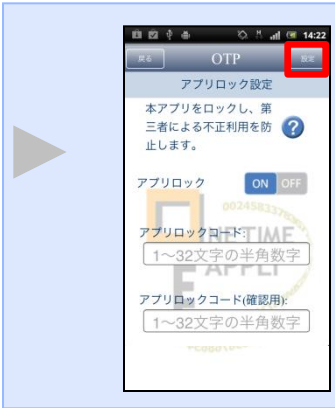 14:22
戻る OTP 設定
アプリロック設定
本アプリをロックし、第
三者による不正利用を防
止します。
?
アプリロック ON OFF
アプリロックコード:
1～32文字の半角数字
アプリロックコード(確認用):
1～32文字の半角数字